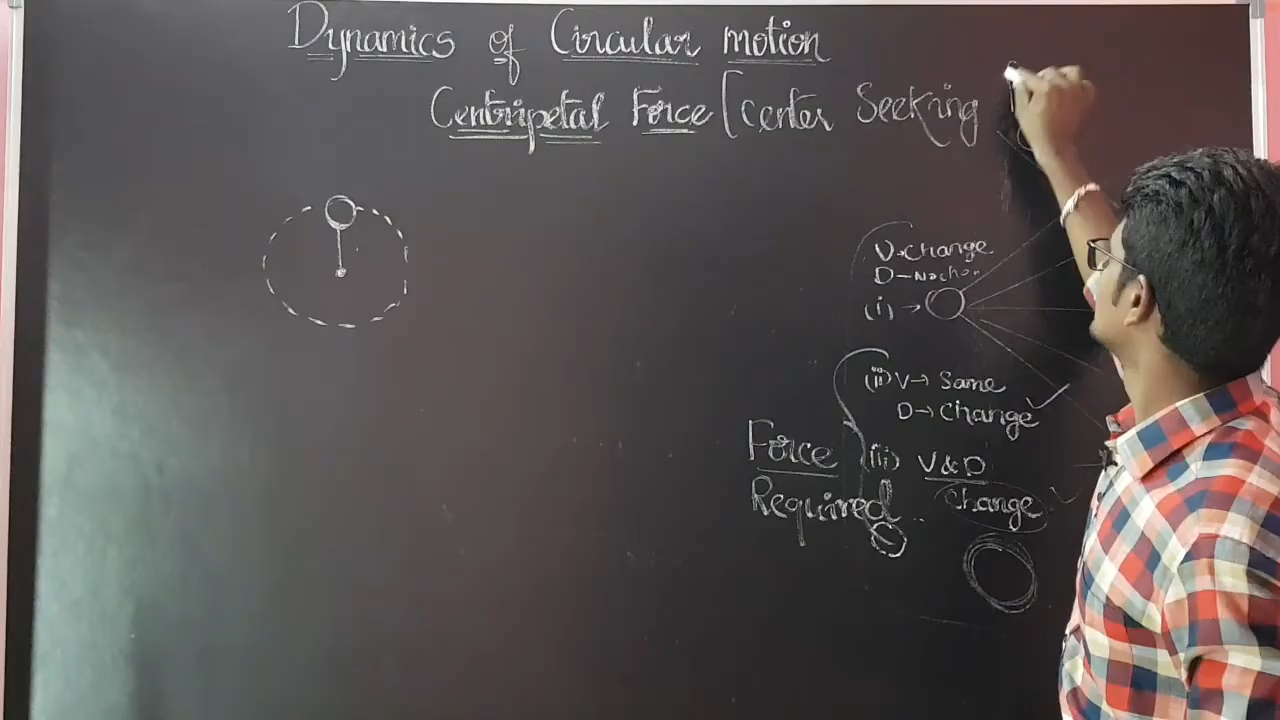 Dynamics of Circular motion
Centripetal Force [center Seeking
V→change
D-Nochan
(i) →
(ii) V→ Same
D→ Change ✓
Force
(iii) V&D
Required
Change